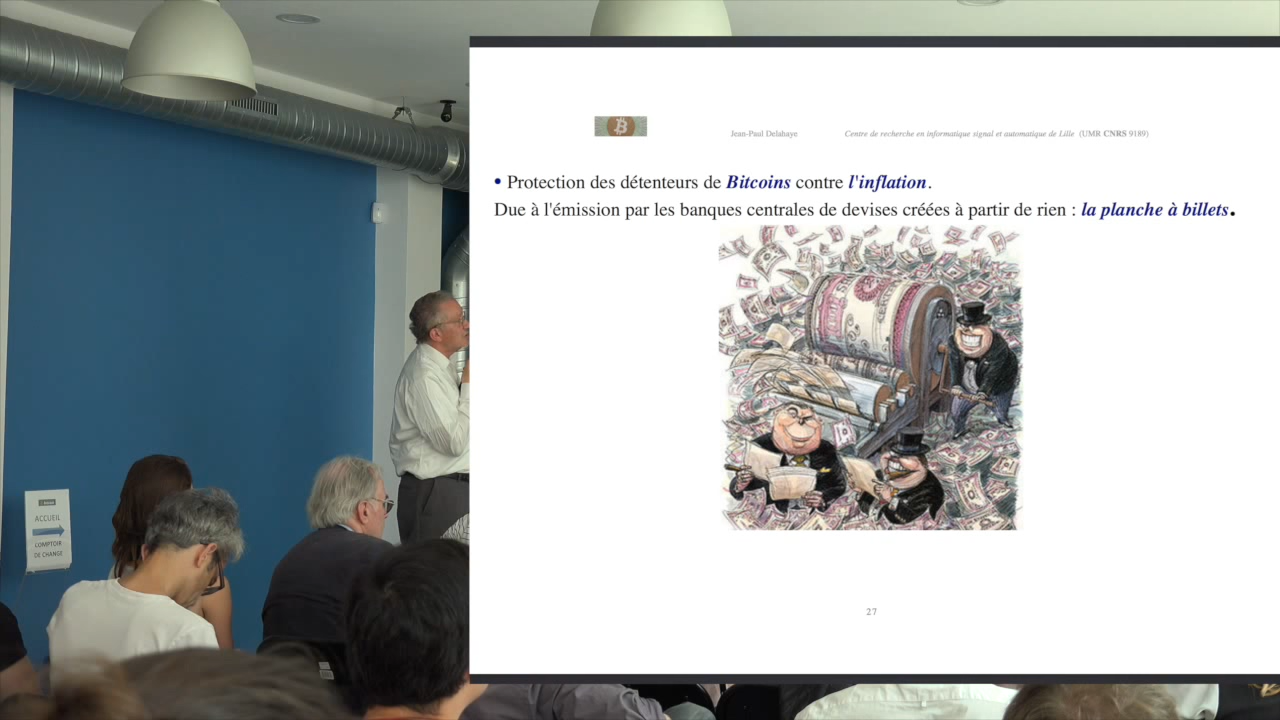 Jean-Paul Delahaye Centre de recherche en informatique signal et automatique de Lille (UMR CNRS 9189)
• Protection des détenteurs de Bitcoins contre l'inflation.
Due à l'émission par les banques centrales de devises créées à partir de rien : la planche à billets.
27
ACCUEIL
COMPTOIR
DE CHANGE